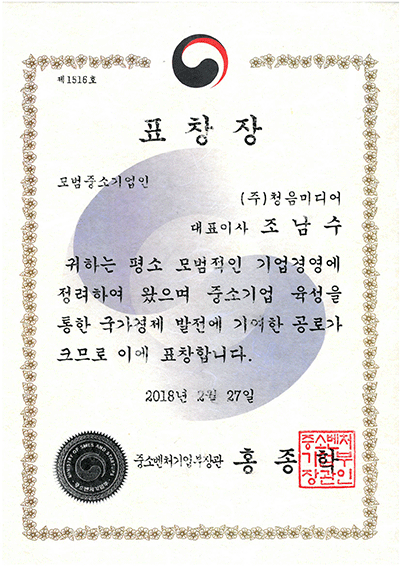 제1516호
표창장
모범중소기업인
(주)청음미디어
대표이사 조남수
귀하는 평소 모범적인 기업경영에
정려하여 왔으며 중소기업 육성을
통한 국가경제 발전에 기여한 공로가
크므로 이에 표창합니다.
2018년 2월 27일
중소벤처기업부장관 홍종학
중소벤처
기업부
장관인